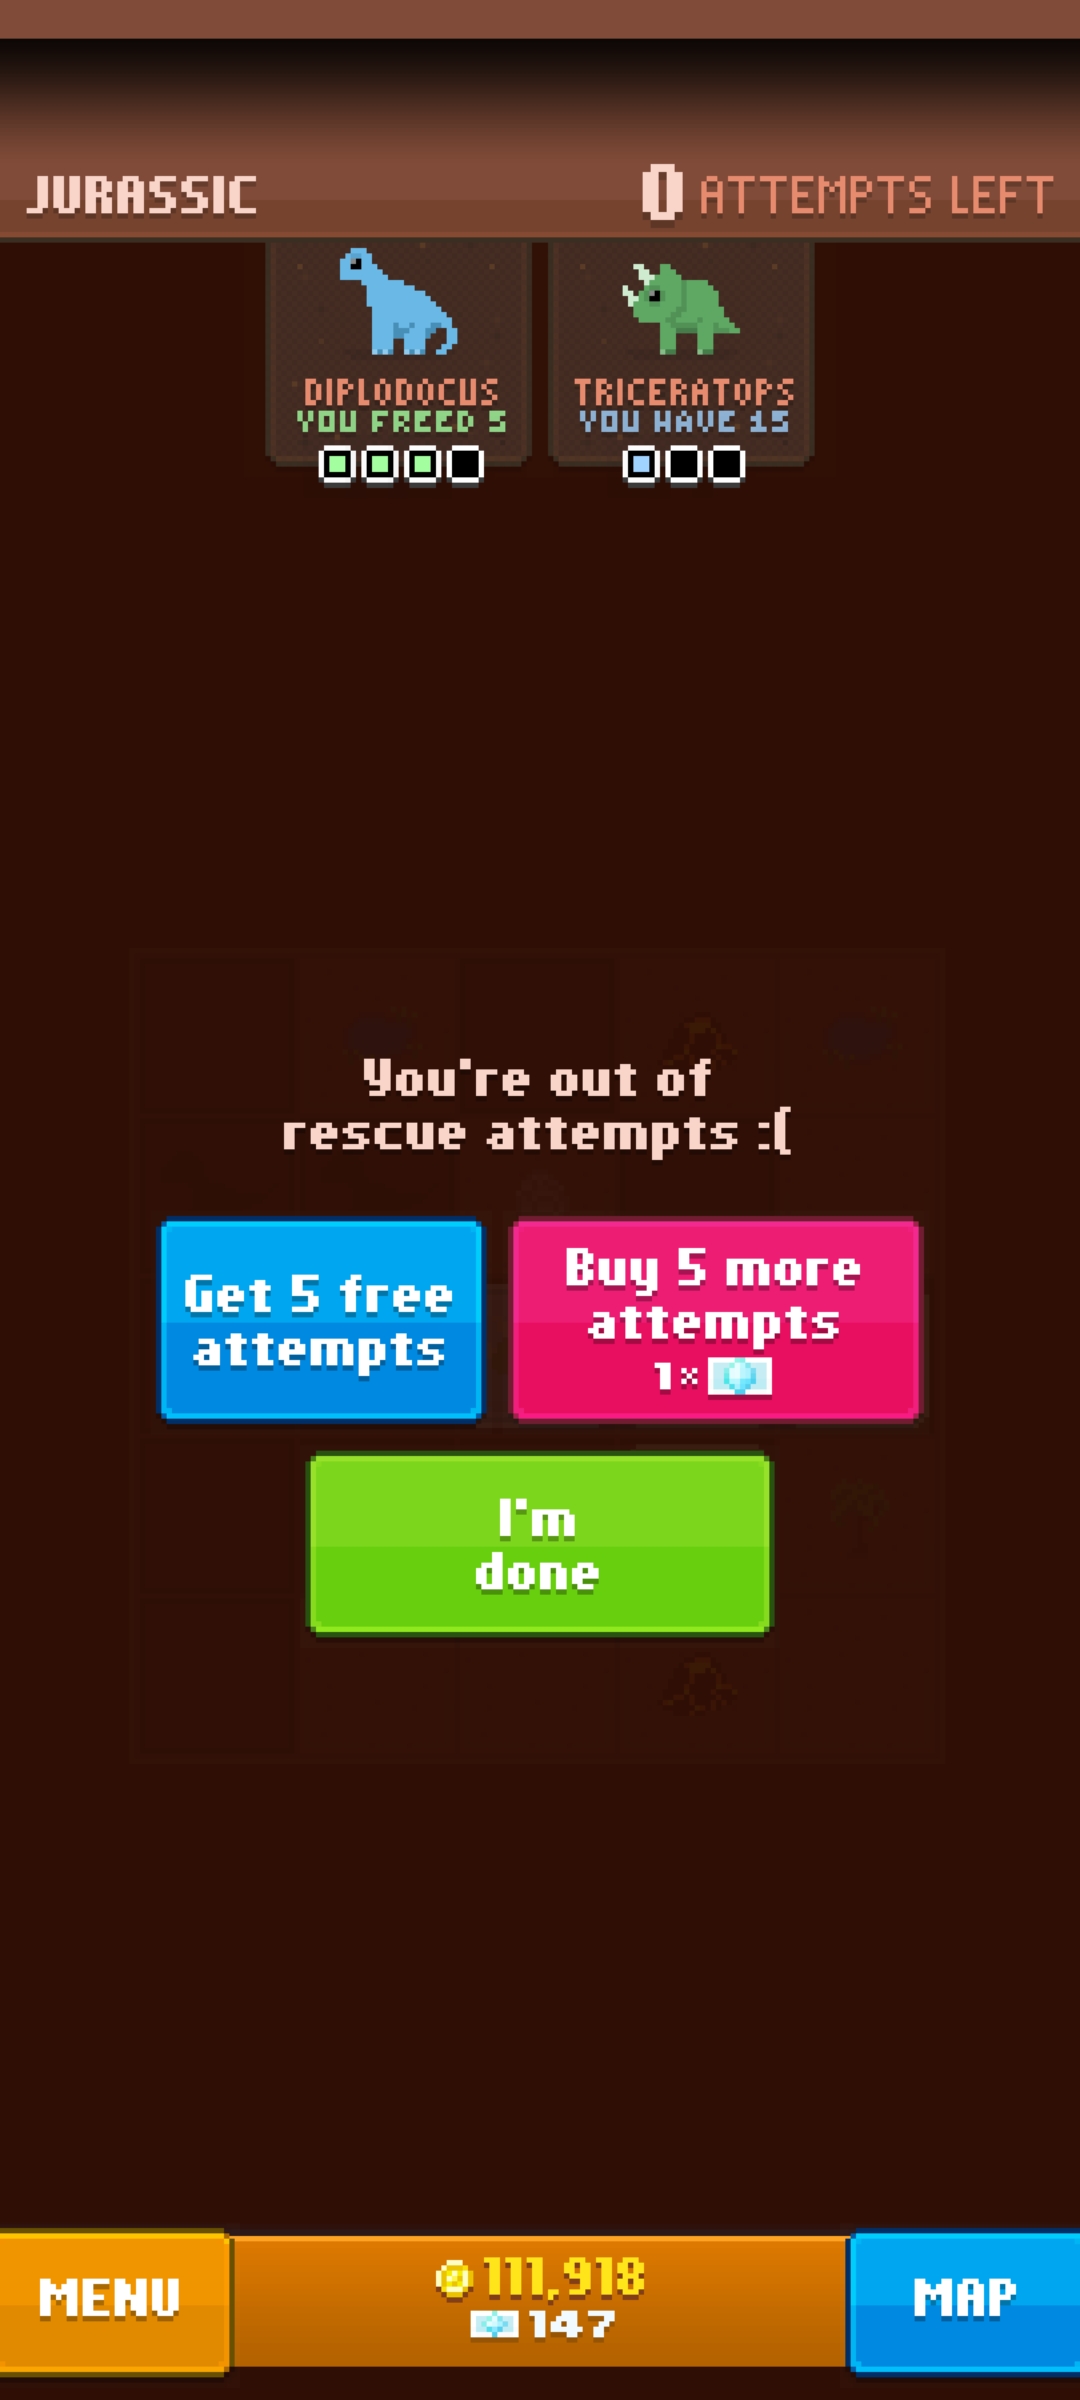 JURASSIC
0 ATTEMPTS LEFT
DIPLODOCUS
YOU FREED 5
TRICERATOPS
YOU HAVE 15
You're out of
rescue attempts :(
Get 5 free
attempts
Buy 5 more
attempts
1×
I'm
done
MENU
111,918
147
MAP